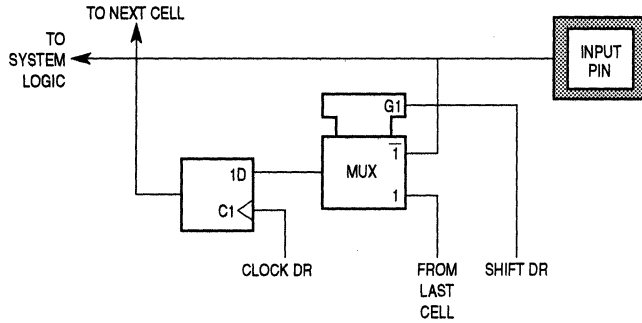 TO NEXT CELL
TO
SYSTEM
LOGIC
INPUT
PIN
G1
1
MUX
1
1D
C1
CLOCK DR
FROM
LAST
CELL
SHIFT DR